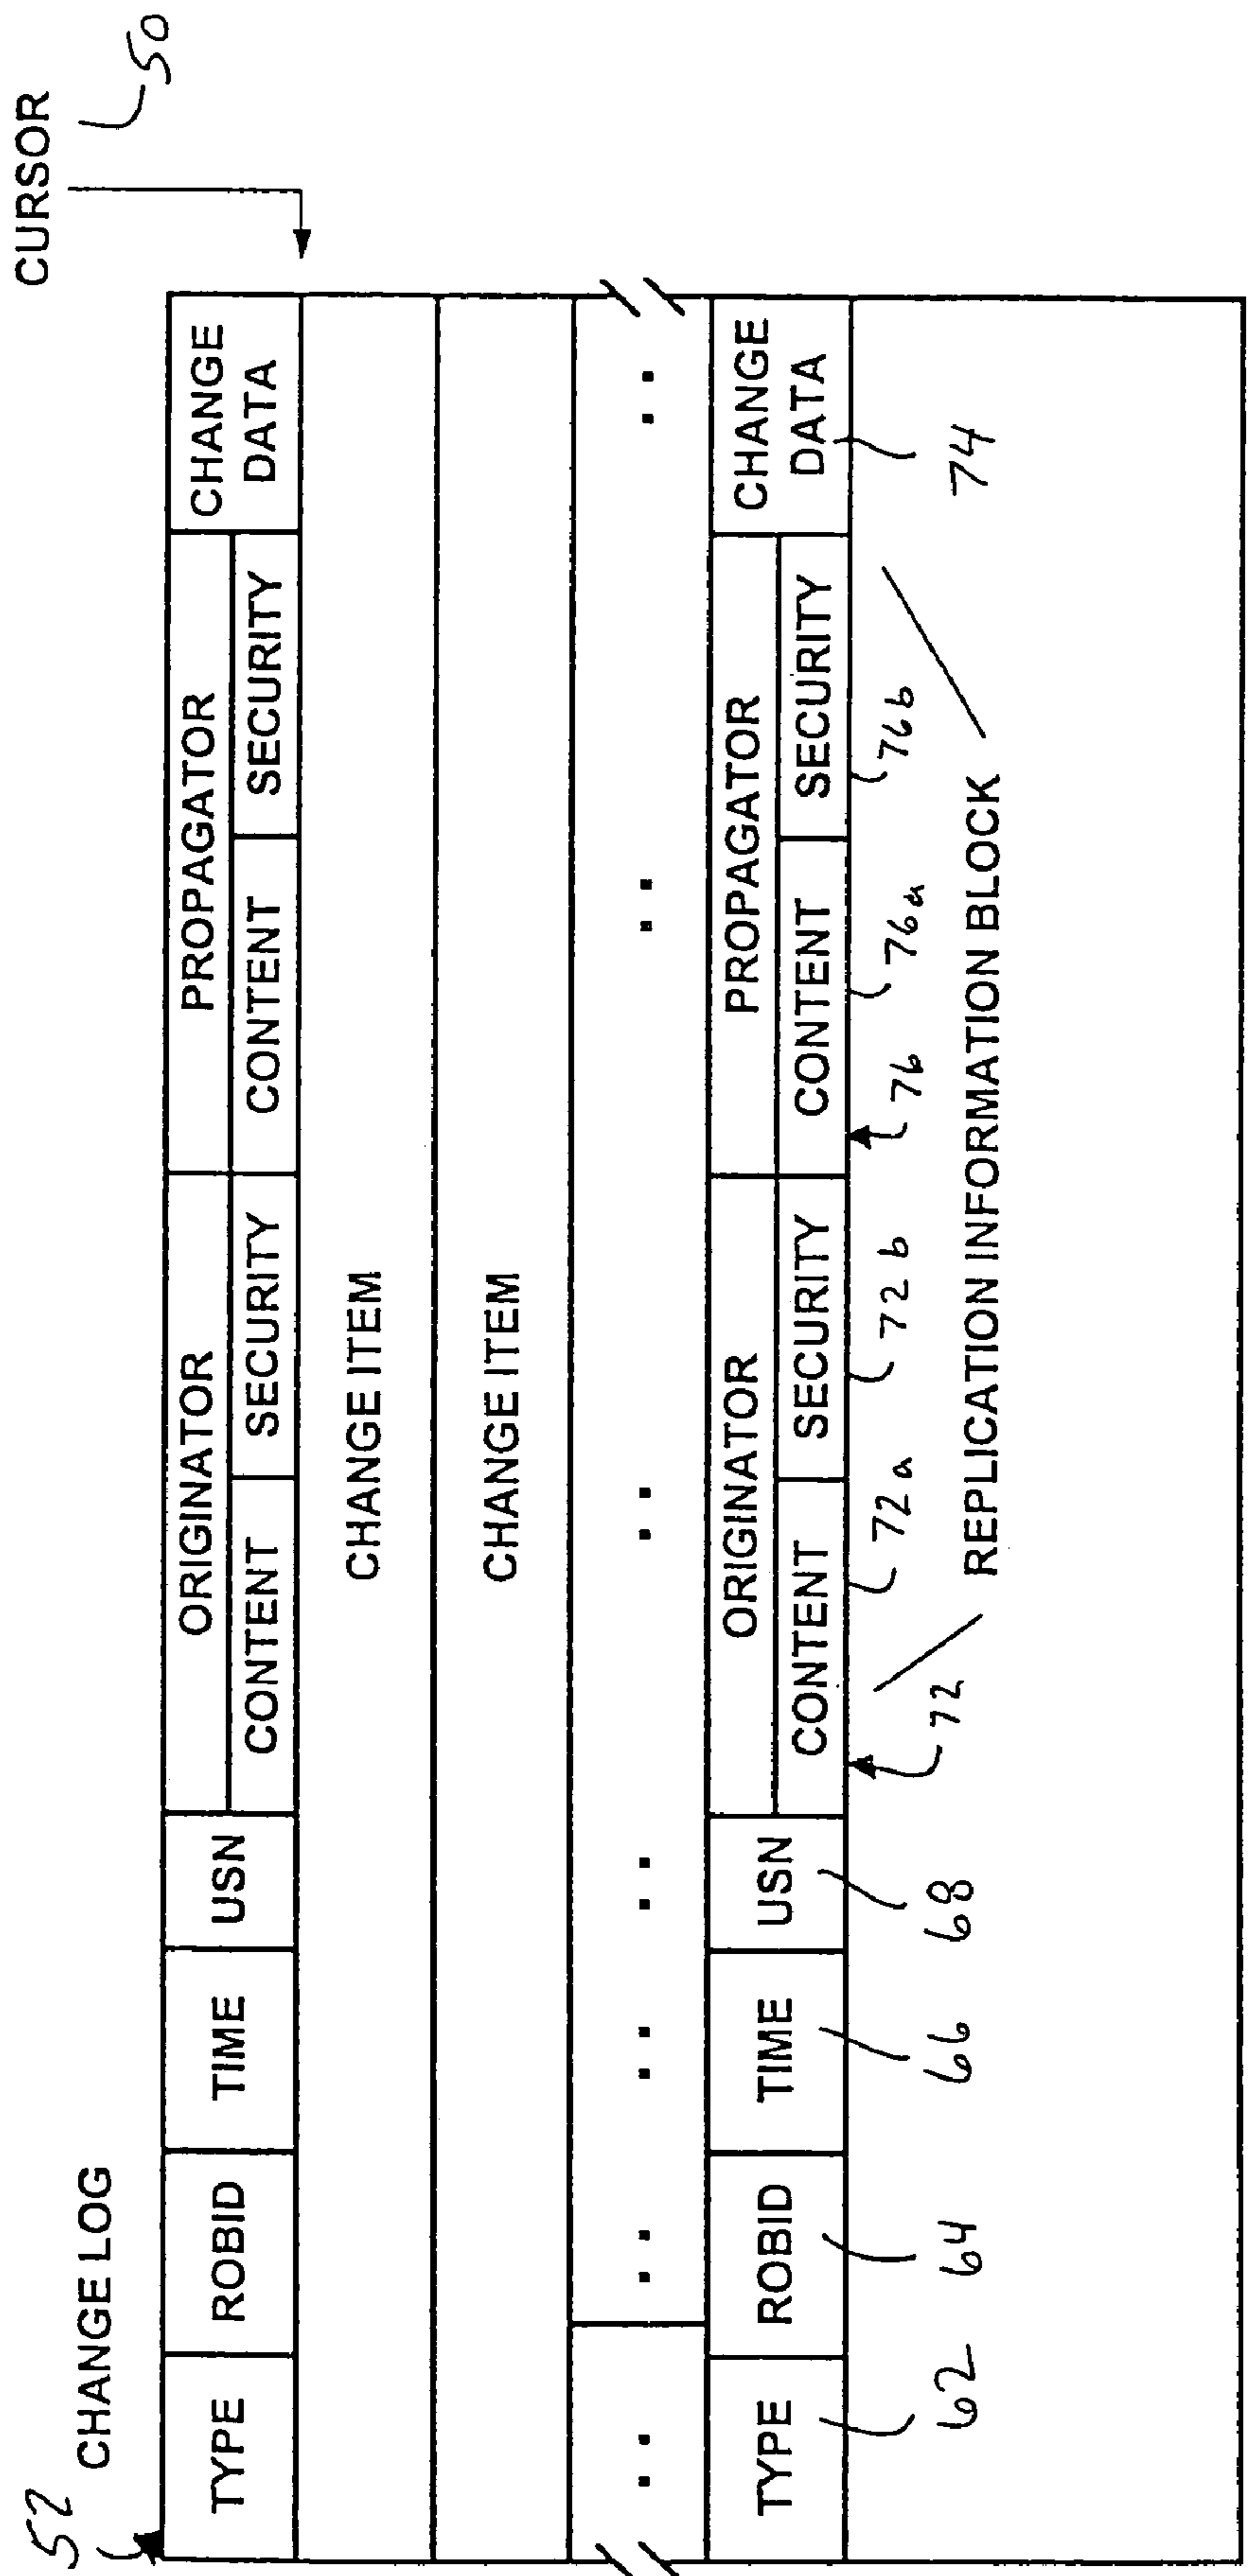 CURSOR
50
52
CHANGE LOG
TYPE ROBID TIME USN ORIGINATOR PROPAGATOR CHANGE DATA
CONTENT SECURITY CONTENT SECURITY
CHANGE ITEM
CHANGE ITEM
TYPE ROBID TIME USN ORIGINATOR PROPAGATOR CHANGE DATA
CONTENT SECURITY CONTENT SECURITY
62 64 66 68 72 72a 72b 76 76a 76b 74
REPLICATION INFORMATION BLOCK